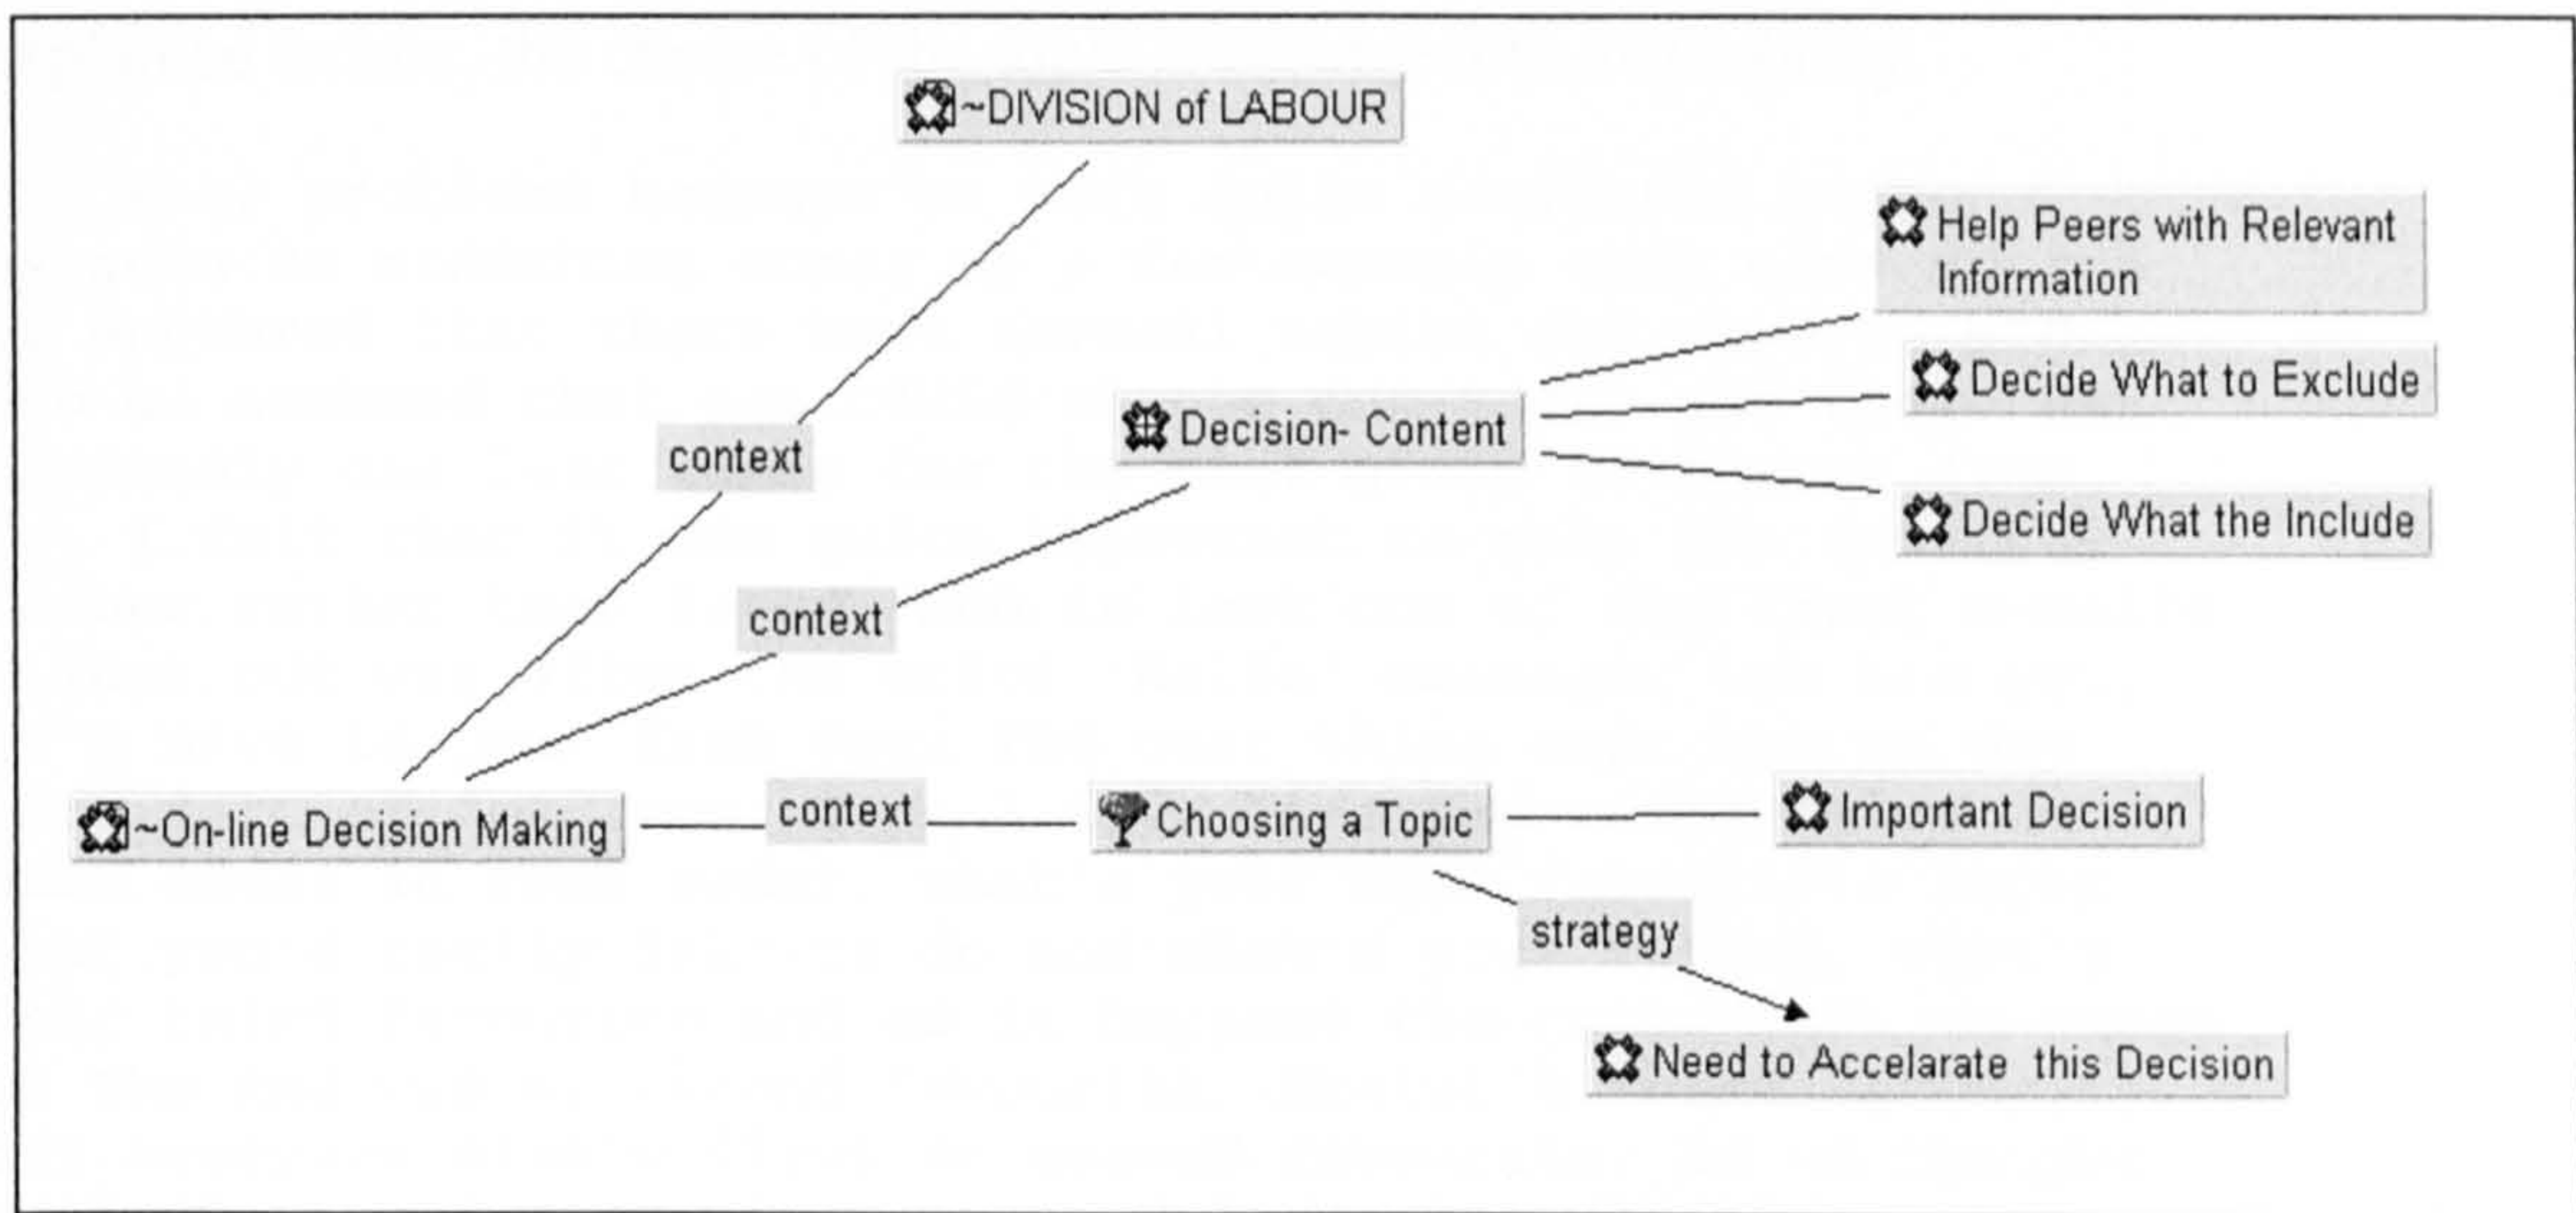 ~DIVISION of LABOUR
Help Peers with Relevant
Information
Decide What to Exclude
context
Decision- Content
Decide What the Include
context
~On-line Decision Making
context
Choosing a Topic
Important Decision
strategy
Need to Accelarate this Decision